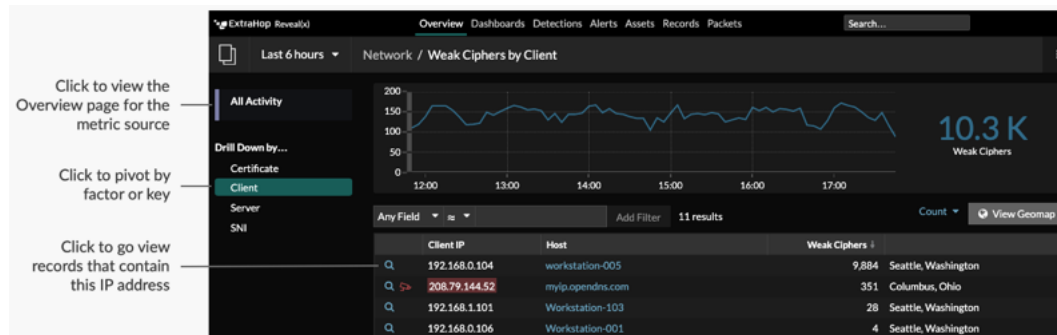 ExtraHop Reveal(x)
Overview Dashboards Detections Alerts Assets Records Packets
Search...
Last 6 hours
Network / Weak Ciphers by Client
Click to view the
Overview page for the
metric source
All Activity
Drill Down by...
Certificate
Click to pivot by
factor or key
Client
Server
SNI
200
150
100
50
0
12:00 13:00 14:00 15:00 16:00 17:00
10.3 K
Weak Ciphers
Any Field ≈ Add Filter 11 results Count View Geomap
Click to go view
records that contain
this IP address
Client IP Host Weak Ciphers ↓
192.168.0.104 workstation-005 9,884 Seattle, Washington
208.79.144.52 myip.opendns.com 351 Columbus, Ohio
192.168.1.101 Workstation-103 28 Seattle, Washington
192.168.0.106 Workstation-001 4 Seattle, Washington